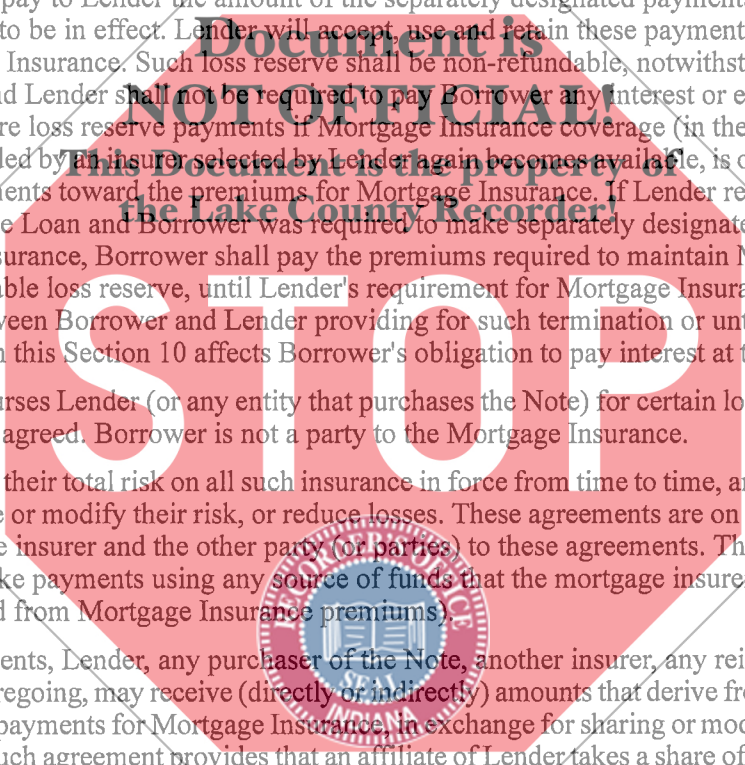 pay to Lender the amount of the separately designated payments
Document is
to be in effect. Lender will accept, use and retain these payment
Insurance. Such loss reserve shall be non-refundable, notwithst
NOT OFFICIAL!
d Lender shall not be required to pay Borrower any interest or e
re loss reserve payments if Mortgage Insurance coverage (in the
This Document is the property of
led by an insurer selected by Lender again becomes available, is o
ents toward the premiums for Mortgage Insurance. If Lender re
the Lake County Recorder!
e Loan and Borrower was required to make separately designate
surance, Borrower shall pay the premiums required to maintain M
ble loss reserve, until Lender's requirement for Mortgage Insura
STOP
veen Borrower and Lender providing for such termination or unt
n this Section 10 affects Borrower's obligation to pay interest at t
urses Lender (or any entity that purchases the Note) for certain lo
agreed. Borrower is not a party to the Mortgage Insurance.
their total risk on all such insurance in force from time to time, an
e or modify their risk, or reduce losses. These agreements are on
e insurer and the other party (or parties) to these agreements. Th
ke payments using any source of funds that the mortgage insure
d from Mortgage Insurance premiums).
RECORDER'S OFFICE
SEAL
INDIANA
ents, Lender, any purchaser of the Note, another insurer, any rei
regoing, may receive (directly or indirectly) amounts that derive fr
payments for Mortgage Insurance, in exchange for sharing or mod
uch agreement provides that an affiliate of Lender takes a share of